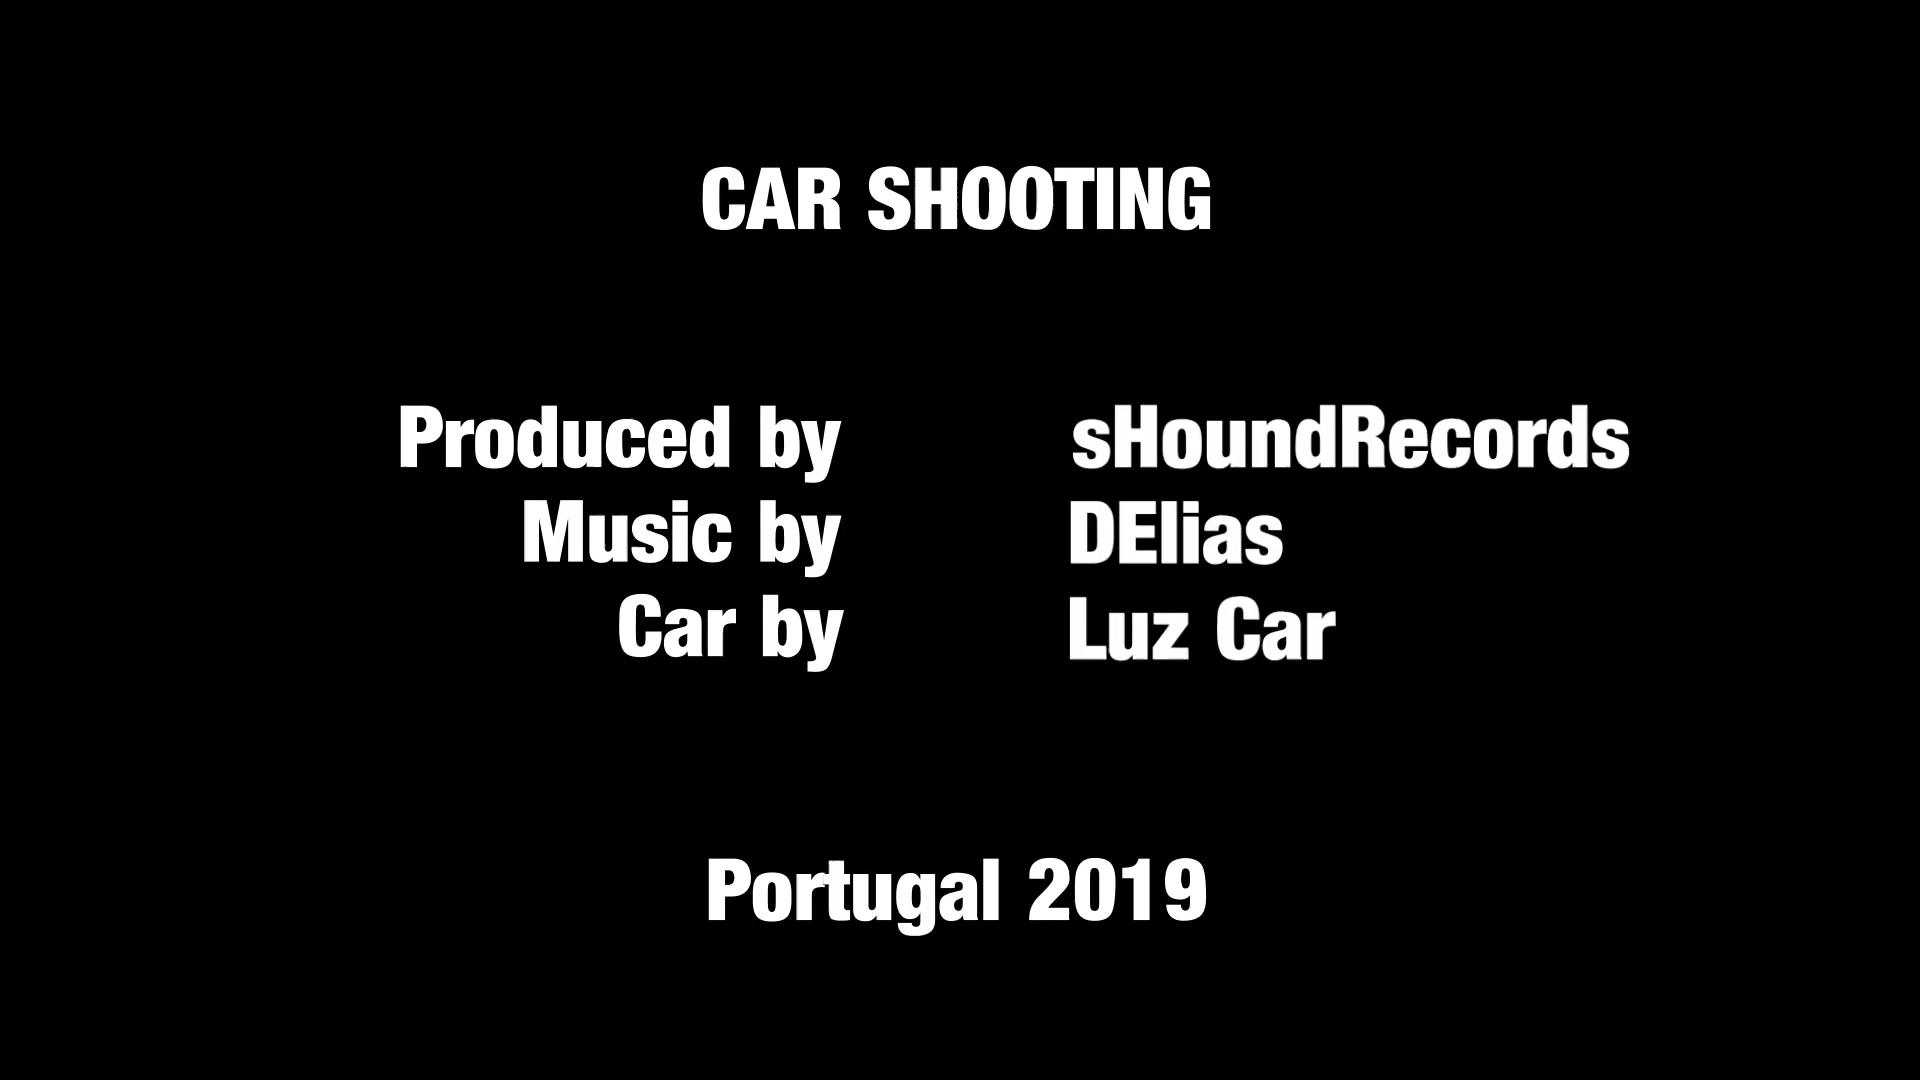 CAR SHOOTING
Produced by sHoundRecords
Music by DElias
Car by Luz Car
Portugal 2019